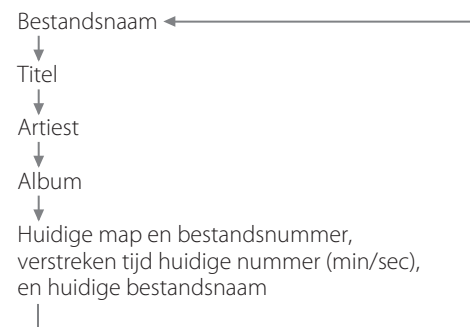 Bestandsnaam
Titel
Artiest
Album
Huidige map en bestandsnummer,
verstreken tijd huidige nummer (min/sec),
en huidige bestandsnaam